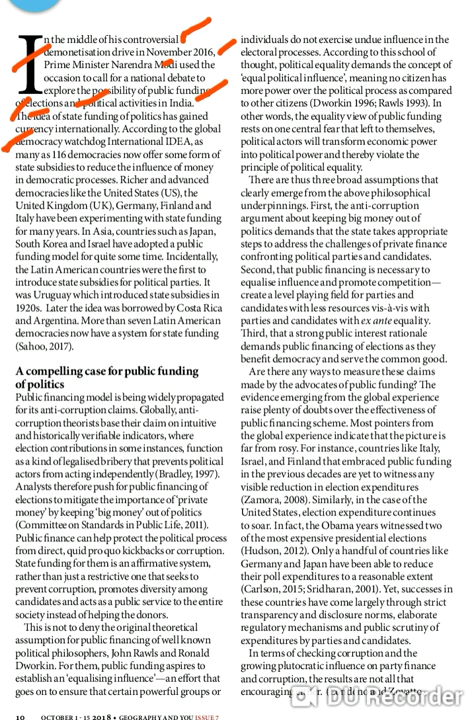 In the middle of his controversial
demonetisation drive in November 2016,
Prime Minister Narendra Modi used the
occasion to call for a national debate to
explore the possibility of public funding
of elections and political activities in India.
The idea of state funding of politics has gained
currency internationally. According to the global
democracy watchdog International IDEA, as
many as 116 democracies now offer some form of
state subsidies to reduce the influence of money
in democratic processes. Richer and advanced
democracies like the United States (US), the
United Kingdom (UK), Germany, Finland and
Italy have been experimenting with state funding
for many years. In Asia, countries such as Japan,
South Korea and Israel have adopted a public
funding model for quite some time. Incidentally,
the Latin American countries were the first to
introduce state subsidies for political parties. It
was Uruguay which introduced state subsidies in
1920s. Later the idea was borrowed by Costa Rica
and Argentina. More than seven Latin American
democracies now have a system for state funding
(Sahoo, 2017).
A compelling case for public funding
of politics
Public financing model is being widely propagated
for its anti-corruption claims. Globally, anti-
corruption theorists base their claim on intuitive
and historically verifiable indicators, where
election contributions in some instances, function
as a kind of legalised bribery that prevents political
actors from acting independently (Bradley, 1997).
Analysts therefore push for public financing of
elections to mitigate the importance of 'private
money' by keeping 'big money' out of politics
(Committee on Standards in Public Life, 2011).
Public finance can help protect the political process
from direct, quid pro quo kickbacks or corruption.
State funding for them is an affirmative system,
rather than just a restrictive one that seeks to
prevent corruption, promotes diversity among
candidates and acts as a public service to the entire
society instead of helping the donors.
This is not to deny the original theoretical
assumption for public financing of well known
political philosophers, John Rawls and Ronald
Dworkin. For them, public funding aspires to
establish an 'equalising influence'—an effort that
goes on to ensure that certain powerful groups or
individuals do not exercise undue influence in the
electoral processes. According to this school of
thought, political equality demands the concept of
'equal political influence', meaning no citizen has
more power over the political process as compared
to other citizens (Dworkin 1996; Rawls 1993). In
other words, the equality view of public funding
rests on one central fear that left to themselves,
political actors will transform economic power
into political power and thereby violate the
principle of political equality.
There are thus three broad assumptions that
clearly emerge from the above philosophical
underpinnings. First, the anti-corruption
argument about keeping big money out of
politics demands that the state takes appropriate
steps to address the challenges of private finance
confronting political parties and candidates.
Second, that public financing is necessary to
equalise influence and promote competition—
create a level playing field for parties and
candidates with less resources vis-à-vis with
parties and candidates with ex ante equality.
Third, that a strong public interest rationale
demands public financing of elections as they
benefit democracy and serve the common good.
Are there any ways to measure these claims
made by the advocates of public funding? The
evidence emerging from the global experience
raise plenty of doubts over the effectiveness of
public financing scheme. Most pointers from
the global experience indicate that the picture is
far from rosy. For instance, countries like Italy,
Israel, and Finland that embraced public funding
in the previous decades are yet to witness any
visible reduction in election expenditures
(Zamora, 2008). Similarly, in the case of the
United States, election expenditure continues
to soar. In fact, the Obama years witnessed two
of the most expensive presidential elections
(Hudson, 2012). Only a handful of countries like
Germany and Japan have been able to reduce
their poll expenditures to a reasonable extent
(Carlson, 2015; Sridharan, 2001). Yet, successes in
these countries have come largely through strict
transparency and disclosure norms, elaborate
regulatory mechanisms and public scrutiny of
expenditures by parties and candidates.
In terms of checking corruption and the
growing plutocratic influence on party finance
and corruption, the results are not all that
encouraging
DU Recorder
10 OCTOBER 1 - 15 2018 • GEOGRAPHY AND YOU ISSUE 7